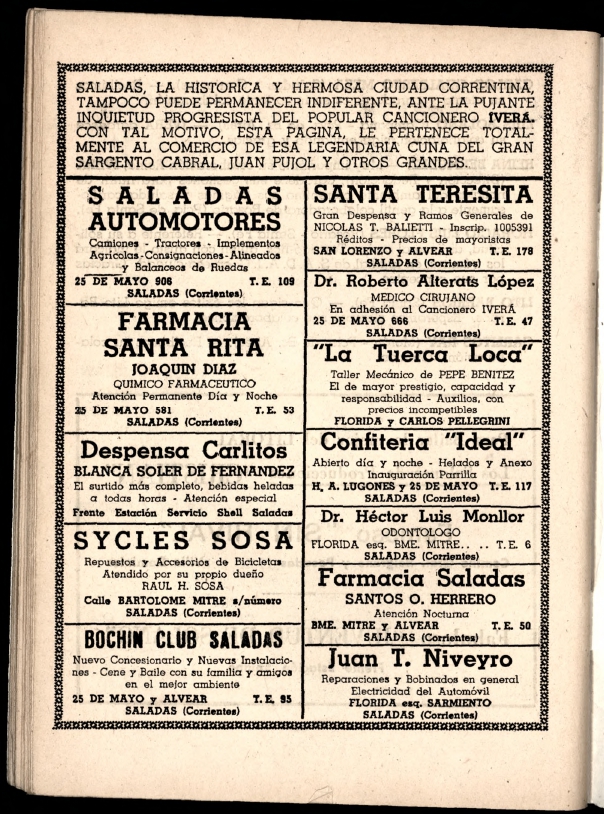 SALADAS, LA HISTORICA Y HERMOSA CIUDAD CORRENTINA,
TAMPOCO PUEDE PERMANECER INDIFERENTE, ANTE LA PUJANTE
INQUIETUD PROGRESISTA DEL POPULAR CANCIONERO IVERÁ.
CON TAL MOTIVO, ESTA PAGINA, LE PERTENECE TOTAL-
MENTE AL COMERCIO DE ESA LEGENDARIA CUNA DEL GRAN
SARGENTO CABRAL, JUAN PUJOL Y OTROS GRANDES.
SALADAS
AUTOMOTORES
Camiones - Tractores - Implementos
Agrícolas - Consignaciones - Alineados
y Balanceos de Ruedas
25 DE MAYO 906 T. E. 109
SALADAS (Corrientes)
FARMACIA
SANTA RITA
JOAQUIN DIAZ
QUIMICO FARMACEUTICO
Atención Permanente Día y Noche
25 DE MAYO 581 T. E. 53
SALADAS (Corrientes)
Despensa Carlitos
BLANCA SOLER DE FERNANDEZ
El surtido más completo, bebidas heladas
a todas horas - Atención especial
Frente Estación Servicio Shell Saladas
SYCLES SOSA
Repuestos y Accesorios de Bicicletas
Atendido por su propio dueño
RAUL H. SOSA
Calle BARTOLOME MITRE s/número
SALADAS (Corrientes)
BOCHIN CLUB SALADAS
Nuevo Concesionario y Nuevas Instalacio-
nes - Cene y Baile con su familia y amigos
en el mejor ambiente
25 DE MAYO y ALVEAR T. E. 95
SALADAS (Corrientes)
SANTA TERESITA
Gran Despensa y Ramos Generales de
NICOLAS T. BALIETTI - Inscrip. 1005391
Réditos - Precios de mayoristas
SAN LORENZO y ALVEAR T. E. 178
SALADAS (Corrientes)
Dr. Roberto Alterats López
MEDICO CIRUJANO
En adhesión al Cancionero IVERÁ
25 DE MAYO 666 T. E. 47
SALADAS (Corrientes)
"La Tuerca Loca"
Taller Mecánico de PEPE BENITEZ
El de mayor prestigio, capacidad y
responsabilidad - Auxilios, con
precios incompetibles
FLORIDA y CARLOS PELLEGRINI
Confiteria "Ideal"
Abierto día y noche - Helados y Anexo
Inauguración Parrilla
H. A. LUGONES y 25 DE MAYO T. E. 117
SALADAS (Corrientes)
Dr. Héctor Luis Monllor
ODONTOLOGO
FLORIDA esq. BME. MITRE.. .. T. E. 6
SALADAS (Corrientes)
Farmacia Saladas
SANTOS O. HERRERO
Atención Nocturna
BME. MITRE y ALVEAR T. E. 50
SALADAS (Corrientes)
Juan T. Niveyro
Reparaciones y Bobinados en general
Electricidad del Automóvil
FLORIDA esq. SARMIENTO
SALADAS (Corrientes)